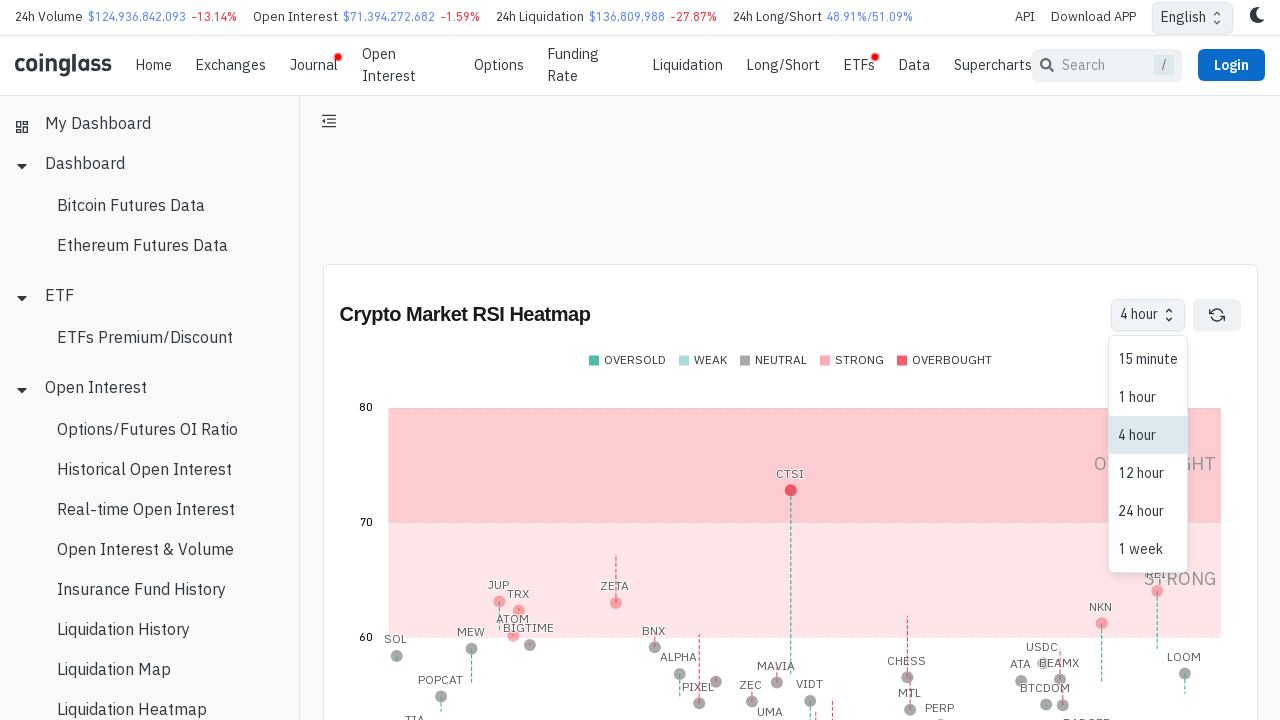 24h Volume $124,936,842,093 -13.14% Open Interest $71,394,272,682 -1.59% 24h Liquidation $136,809,988 -27.87% 24h Long/Short 48.91%/51.09% API Download APP English
coinglass Home Exchanges Journal Open Interest Options Funding Rate Liquidation Long/Short ETFs Data Supercharts Search / Login
My Dashboard
Dashboard
Bitcoin Futures Data
Ethereum Futures Data
ETF
ETFs Premium/Discount
Open Interest
Options/Futures OI Ratio
Historical Open Interest
Real-time Open Interest
Open Interest & Volume
Insurance Fund History
Liquidation History
Liquidation Map
Liquidation Heatmap
Crypto Market RSI Heatmap 4 hour
OVERSOLD WEAK NEUTRAL STRONG OVERBOUGHT
15 minute
1 hour
4 hour
12 hour
24 hour
1 week
80
CTSI
70
STRONG
JUP
TRX
ZETA
ATOM
BIGTIME
NKN
60
SOL
MEW
BNX
USDC
ALPHA
MAVIA
CHESS
ATA
BEAMX
LOOM
POPCAT
PIXEL
ZEC
VIDT
MTL
BTCDOM
UMA
PERP